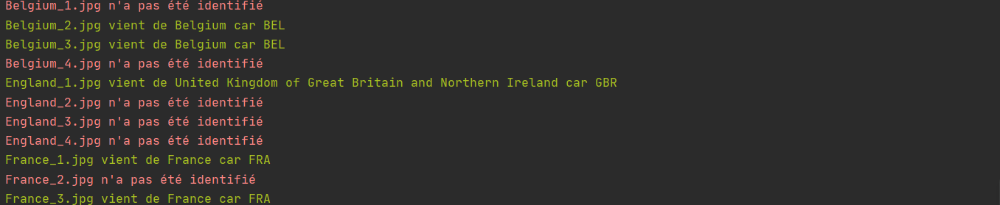 Belgium_1.jpg n'a pas été identifié
Belgium_2.jpg vient de Belgium car BEL
Belgium_3.jpg vient de Belgium car BEL
Belgium_4.jpg n'a pas été identifié
England_1.jpg vient de United Kingdom of Great Britain and Northern Ireland car GBR
England_2.jpg n'a pas été identifié
England_3.jpg n'a pas été identifié
England_4.jpg n'a pas été identifié
France_1.jpg vient de France car FRA
France_2.jpg n'a pas été identifié
France_3.jpg vient de France car FRA